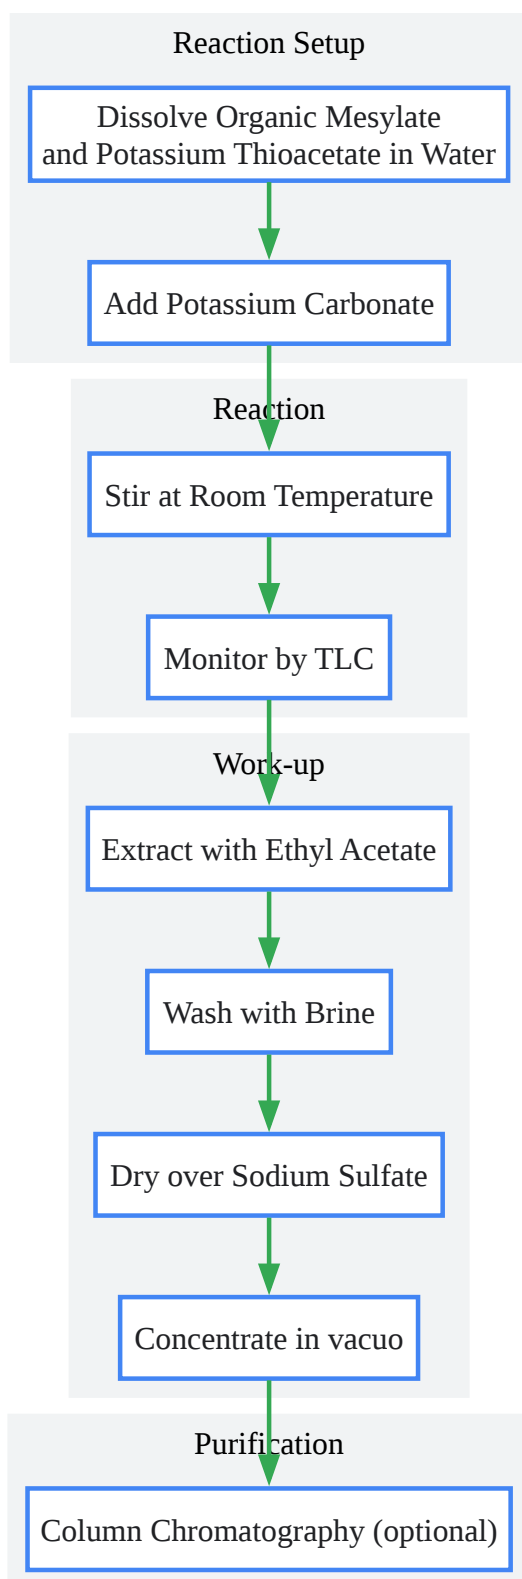 Reaction Setup
Dissolve Organic Mesylate
and Potassium Thioacetate in Water
Add Potassium Carbonate
Reaction
Stir at Room Temperature
Monitor by TLC
Work-up
Extract with Ethyl Acetate
Wash with Brine
Dry over Sodium Sulfate
Concentrate in vacuo
Purification
Column Chromatography (optional)